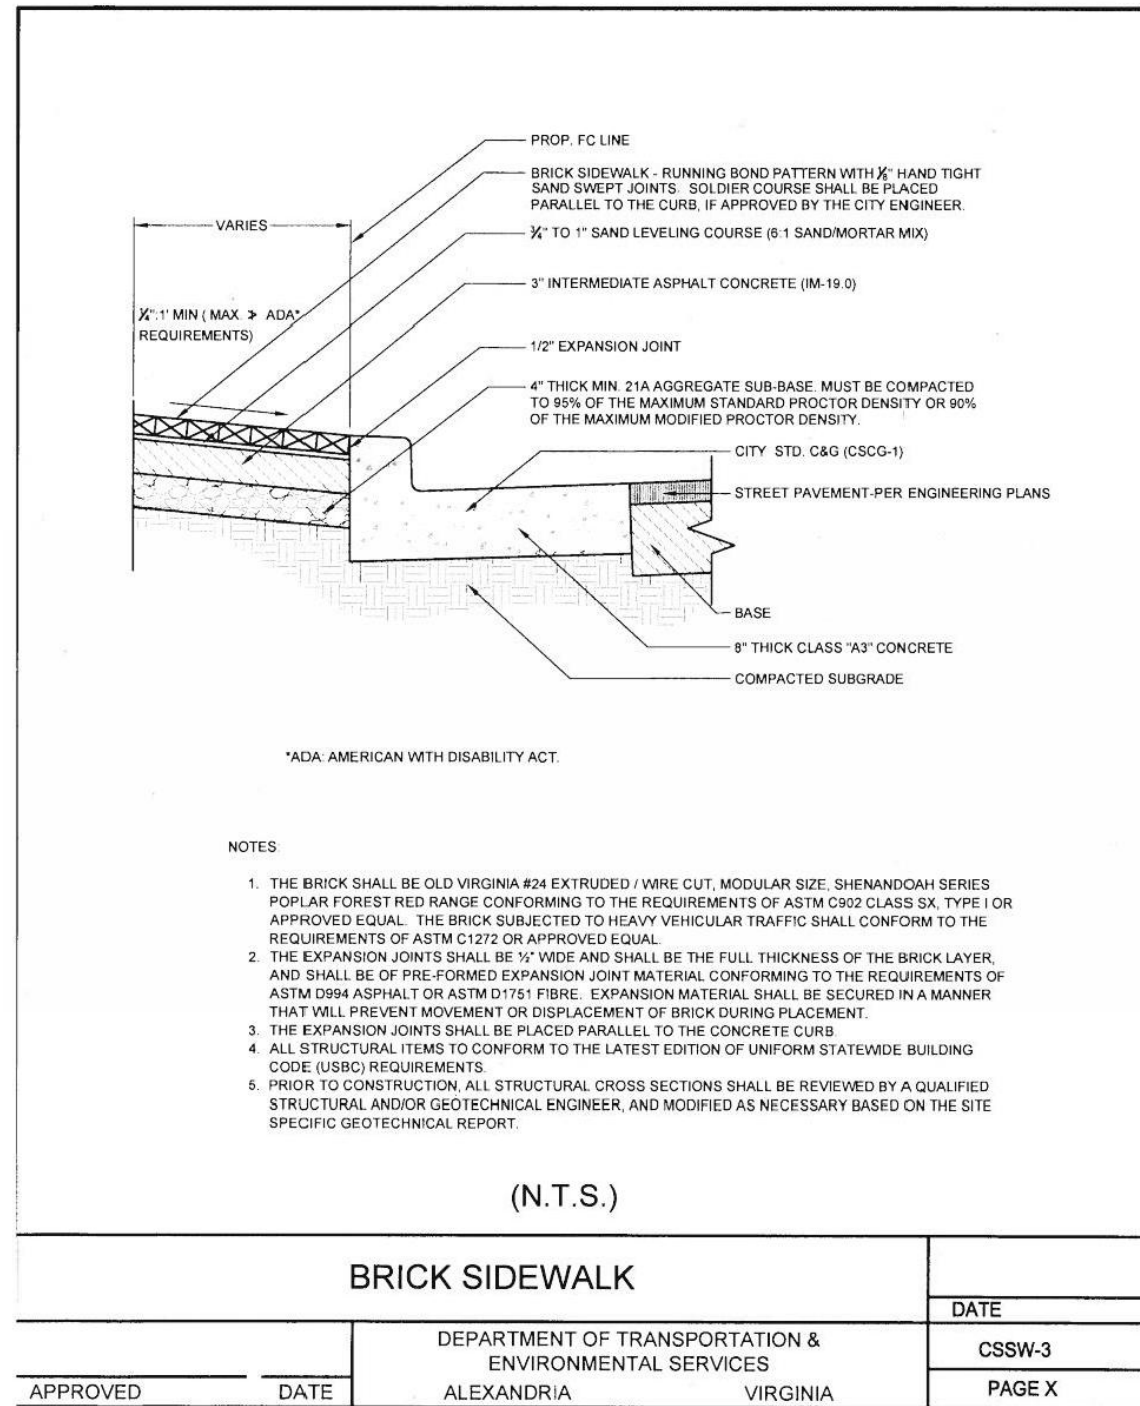 PROP. FC LINE
BRICK SIDEWALK - RUNNING BOND PATTERN WITH ⅛" HAND TIGHT
SAND SWEPT JOINTS. SOLDIER COURSE SHALL BE PLACED
PARALLEL TO THE CURB, IF APPROVED BY THE CITY ENGINEER.
VARIES
¾" TO 1" SAND LEVELING COURSE (6:1 SAND/MORTAR MIX)
3" INTERMEDIATE ASPHALT CONCRETE (IM-19.0)
¼":1' MIN ( MAX. ≯ ADA*
REQUIREMENTS)
1/2" EXPANSION JOINT
4" THICK MIN. 21A AGGREGATE SUB-BASE. MUST BE COMPACTED
TO 95% OF THE MAXIMUM STANDARD PROCTOR DENSITY OR 90%
OF THE MAXIMUM MODIFIED PROCTOR DENSITY.
CITY STD. C&G (CSCG-1)
STREET PAVEMENT-PER ENGINEERING PLANS
BASE
8" THICK CLASS "A3" CONCRETE
COMPACTED SUBGRADE
*ADA: AMERICAN WITH DISABILITY ACT.
NOTES
1. THE BRICK SHALL BE OLD VIRGINIA #24 EXTRUDED / WIRE CUT, MODULAR SIZE, SHENANDOAH SERIES
POPLAR FOREST RED RANGE CONFORMING TO THE REQUIREMENTS OF ASTM C902 CLASS SX, TYPE I OR
APPROVED EQUAL. THE BRICK SUBJECTED TO HEAVY VEHICULAR TRAFFIC SHALL CONFORM TO THE
REQUIREMENTS OF ASTM C1272 OR APPROVED EQUAL.
2. THE EXPANSION JOINTS SHALL BE ½" WIDE AND SHALL BE THE FULL THICKNESS OF THE BRICK LAYER,
AND SHALL BE OF PRE-FORMED EXPANSION JOINT MATERIAL CONFORMING TO THE REQUIREMENTS OF
ASTM D994 ASPHALT OR ASTM D1751 FIBRE. EXPANSION MATERIAL SHALL BE SECURED IN A MANNER
THAT WILL PREVENT MOVEMENT OR DISPLACEMENT OF BRICK DURING PLACEMENT.
3. THE EXPANSION JOINTS SHALL BE PLACED PARALLEL TO THE CONCRETE CURB.
4. ALL STRUCTURAL ITEMS TO CONFORM TO THE LATEST EDITION OF UNIFORM STATEWIDE BUILDING
CODE (USBC) REQUIREMENTS.
5. PRIOR TO CONSTRUCTION, ALL STRUCTURAL CROSS SECTIONS SHALL BE REVIEWED BY A QUALIFIED
STRUCTURAL AND/OR GEOTECHNICAL ENGINEER, AND MODIFIED AS NECESSARY BASED ON THE SITE
SPECIFIC GEOTECHNICAL REPORT.
(N.T.S.)
BRICK SIDEWALK
DATE
DEPARTMENT OF TRANSPORTATION &
ENVIRONMENTAL SERVICES
CSSW-3
APPROVED DATE
ALEXANDRIA VIRGINIA
PAGE X